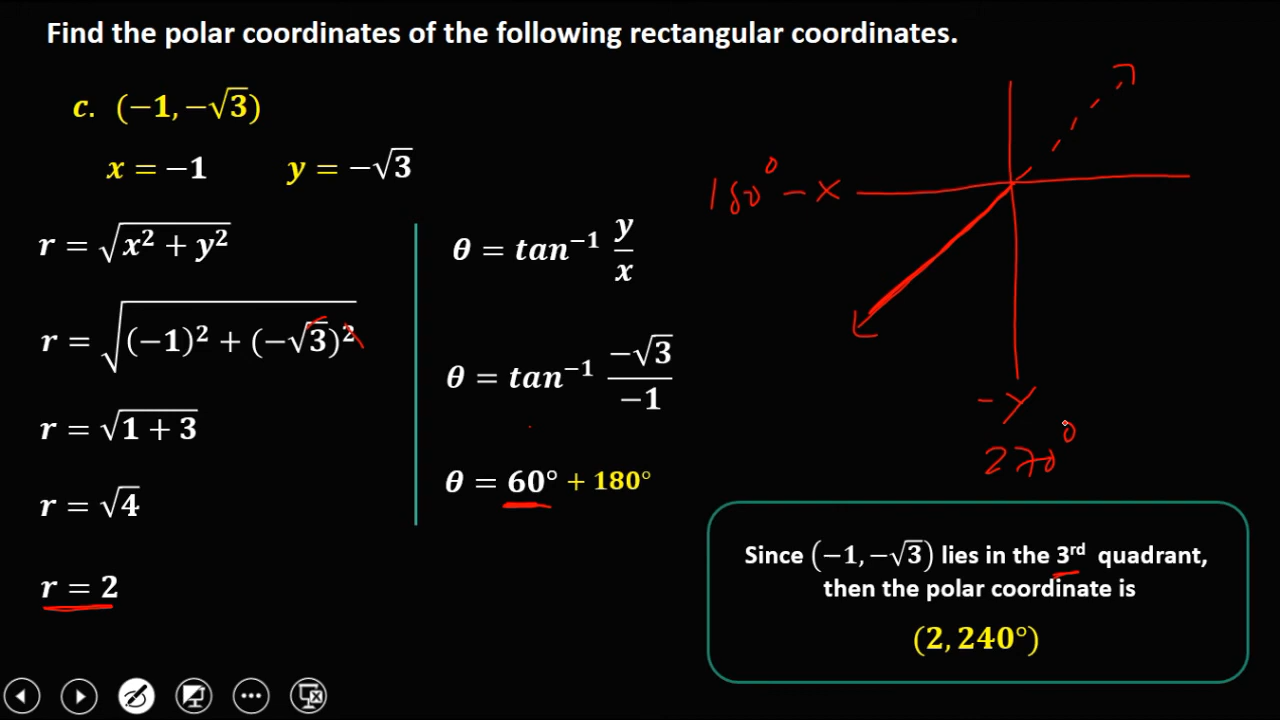 Find the polar coordinates of the following rectangular coordinates.
c. (−1, −√3)
x = −1 y = −√3
r = √x² + y²
r = √(−1)² + (−√3)²
r = √1 + 3
r = √4
r = 2
θ = tan⁻¹ y/x
θ = tan⁻¹ −√3/−1
θ = 60° + 180°
180° − x
− y
270°
Since (−1, −√3) lies in the 3rd quadrant,
then the polar coordinate is
(2, 240°)